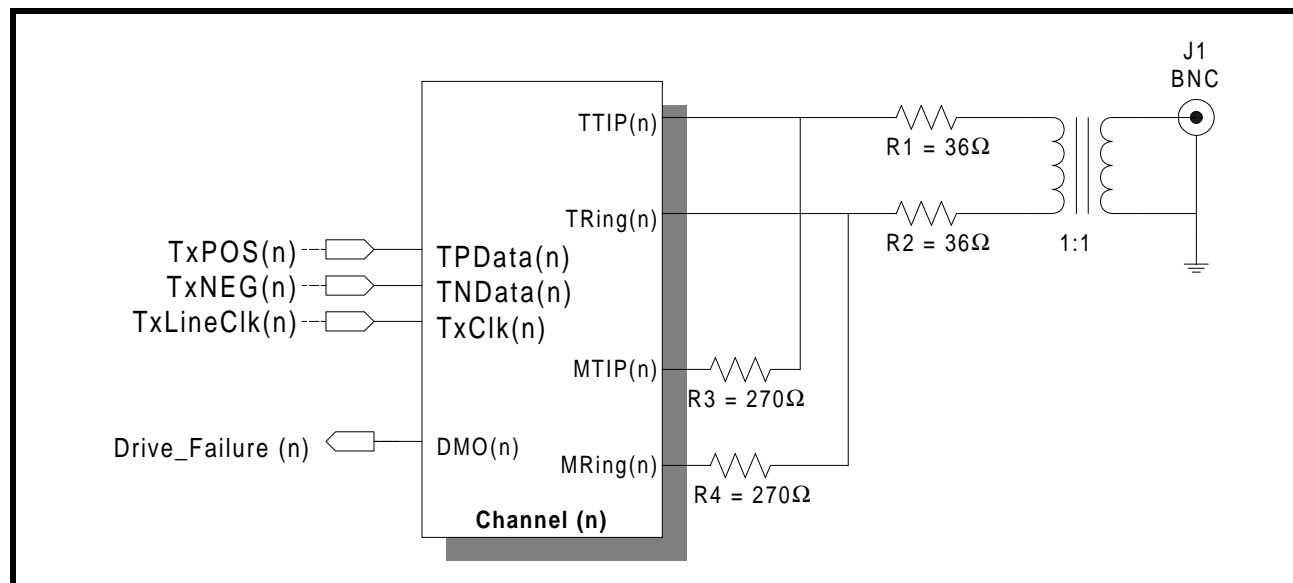 J1
BNC
TTIP(n)
R1 = 36Ω
TRing(n)
R2 = 36Ω
1:1
TxPOS(n)
TPData(n)
TxNEG(n)
TNData(n)
TxLineClk(n)
TxClk(n)
MTIP(n)
R3 = 270Ω
Drive_Failure (n)
DMO(n)
MRing(n)
R4 = 270Ω
Channel (n)